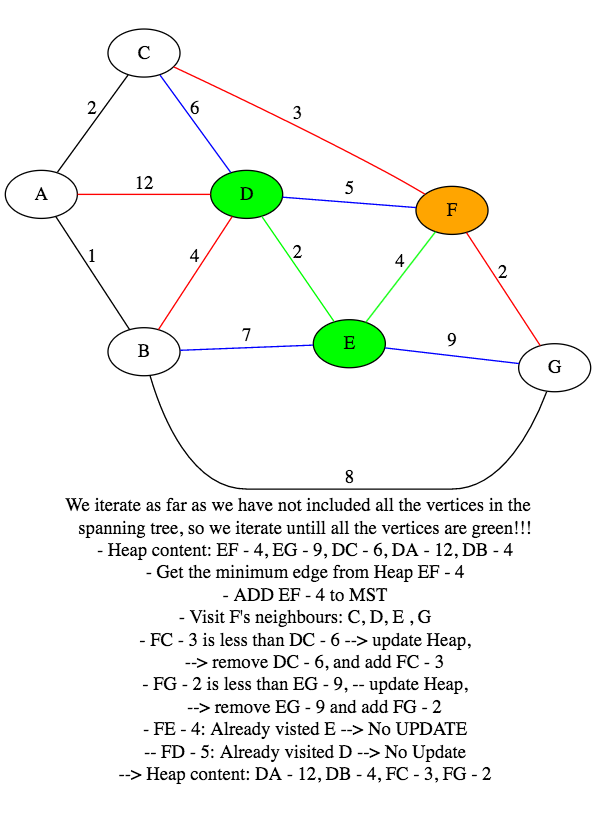 C
2
6
3
A
12
D
5
F
1
4
2
4
2
B
7
E
9
G
8
We iterate as far as we have not included all the vertices in the
spanning tree, so we iterate untill all the vertices are green!!!
- Heap content: EF - 4, EG - 9, DC - 6, DA - 12, DB - 4
- Get the minimum edge from Heap EF - 4
- ADD EF - 4 to MST
- Visit F's neighbours: C, D, E , G
- FC - 3 is less than DC - 6 --> update Heap,
--> remove DC - 6, and add FC - 3
- FG - 2 is less than EG - 9, -- update Heap,
--> remove EG - 9 and add FG - 2
- FE - 4: Already visted E --> No UPDATE
-- FD - 5: Already visited D --> No Update
--> Heap content: DA - 12, DB - 4, FC - 3, FG - 2